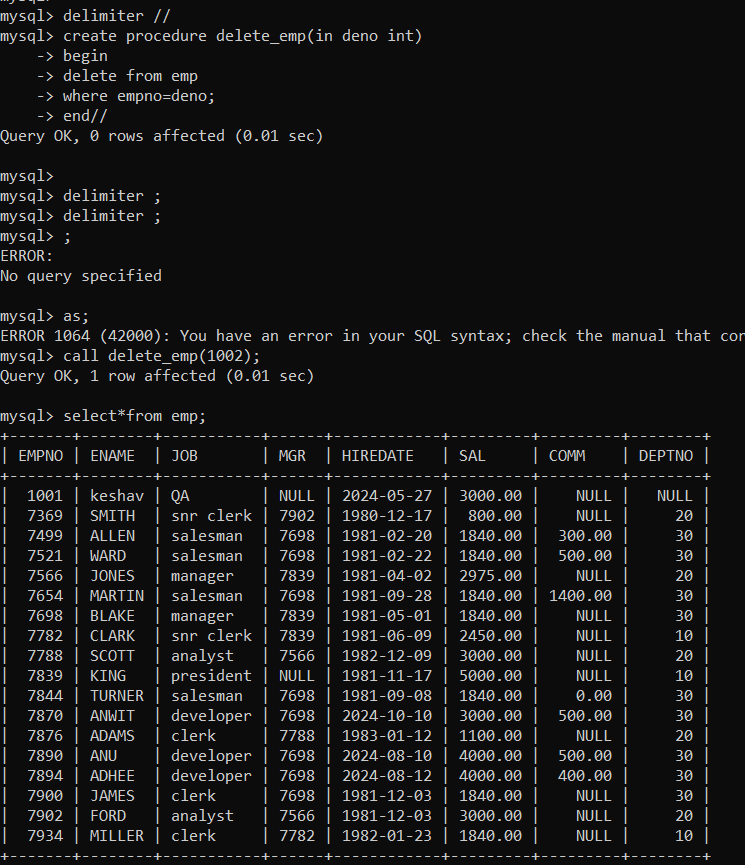 mysql> delimiter //
mysql> create procedure delete_emp(in deno int)
    -> begin
    -> delete from emp
    -> where empno=deno;
    -> end//
Query OK, 0 rows affected (0.01 sec)

mysql>
mysql> delimiter ;
mysql> delimiter ;
mysql> ;
ERROR:
No query specified

mysql> as;
ERROR 1064 (42000): You have an error in your SQL syntax; check the manual that cor
mysql> call delete_emp(1002);
Query OK, 1 row affected (0.01 sec)

mysql> select*from emp;
+-------+--------+-----------+------+------------+---------+---------+--------+
| EMPNO | ENAME  | JOB       | MGR  | HIREDATE   | SAL     | COMM    | DEPTNO |
+-------+--------+-----------+------+------------+---------+---------+--------+
|  1001 | keshav | QA        | NULL | 2024-05-27 | 3000.00 |    NULL |   NULL |
|  7369 | SMITH  | snr clerk | 7902 | 1980-12-17 |  800.00 |    NULL |     20 |
|  7499 | ALLEN  | salesman  | 7698 | 1981-02-20 | 1840.00 |  300.00 |     30 |
|  7521 | WARD   | salesman  | 7698 | 1981-02-22 | 1840.00 |  500.00 |     30 |
|  7566 | JONES  | manager   | 7839 | 1981-04-02 | 2975.00 |    NULL |     20 |
|  7654 | MARTIN | salesman  | 7698 | 1981-09-28 | 1840.00 | 1400.00 |     30 |
|  7698 | BLAKE  | manager   | 7839 | 1981-05-01 | 1840.00 |    NULL |     30 |
|  7782 | CLARK  | snr clerk | 7839 | 1981-06-09 | 2450.00 |    NULL |     10 |
|  7788 | SCOTT  | analyst   | 7566 | 1982-12-09 | 3000.00 |    NULL |     20 |
|  7839 | KING   | president | NULL | 1981-11-17 | 5000.00 |    NULL |     10 |
|  7844 | TURNER | salesman  | 7698 | 1981-09-08 | 1840.00 |    0.00 |     30 |
|  7870 | ANWIT  | developer | 7698 | 2024-10-10 | 3000.00 |  500.00 |     30 |
|  7876 | ADAMS  | clerk     | 7788 | 1983-01-12 | 1100.00 |    NULL |     20 |
|  7890 | ANU    | developer | 7698 | 2024-08-10 | 4000.00 |  500.00 |     30 |
|  7894 | ADHEE  | developer | 7698 | 2024-08-12 | 4000.00 |  400.00 |     30 |
|  7900 | JAMES  | clerk     | 7698 | 1981-12-03 | 1840.00 |    NULL |     30 |
|  7902 | FORD   | analyst   | 7566 | 1981-12-03 | 3000.00 |    NULL |     20 |
|  7934 | MILLER | clerk     | 7782 | 1982-01-23 | 1840.00 |    NULL |     10 |
+-------+--------+-----------+------+------------+---------+---------+--------+